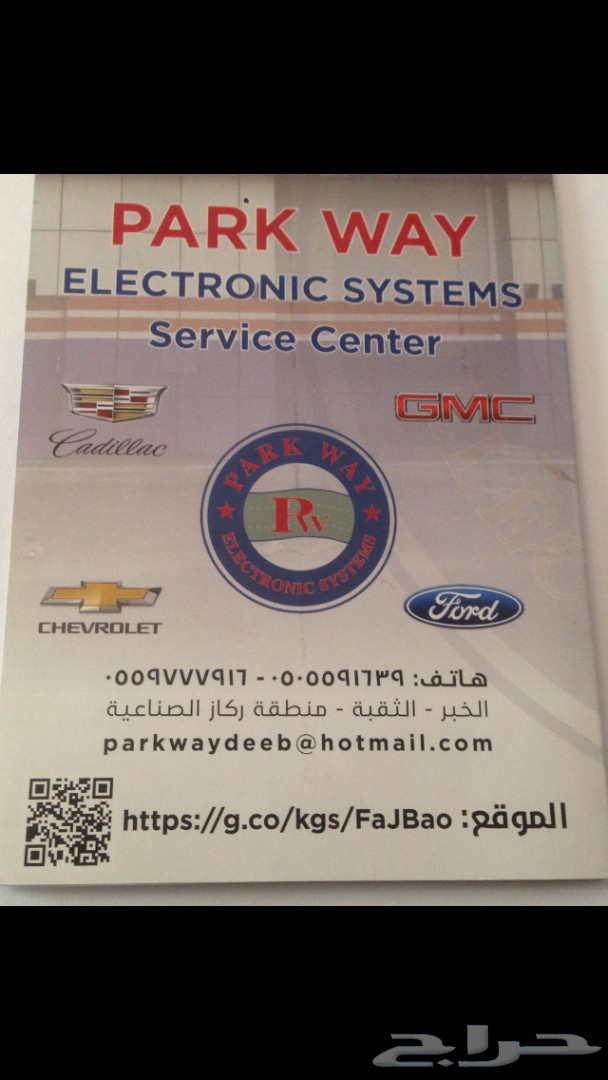 PARK WAY
ELECTRONIC SYSTEMS
Service Center
Cadillac
GMC
PARK WAY
RW
ELECTRONIC SYSTEMS
CHEVROLET
Ford
هاتف: ٠٥٠٥٥٩١٦٣٩ - ٠٥٥٩٧٧٧٩١٦
الخبر - الثقبة - منطقة ركاز الصناعية
parkwaydeeb@hotmail.com
الموقع: https://g.co/kgs/FaJBao
حراج